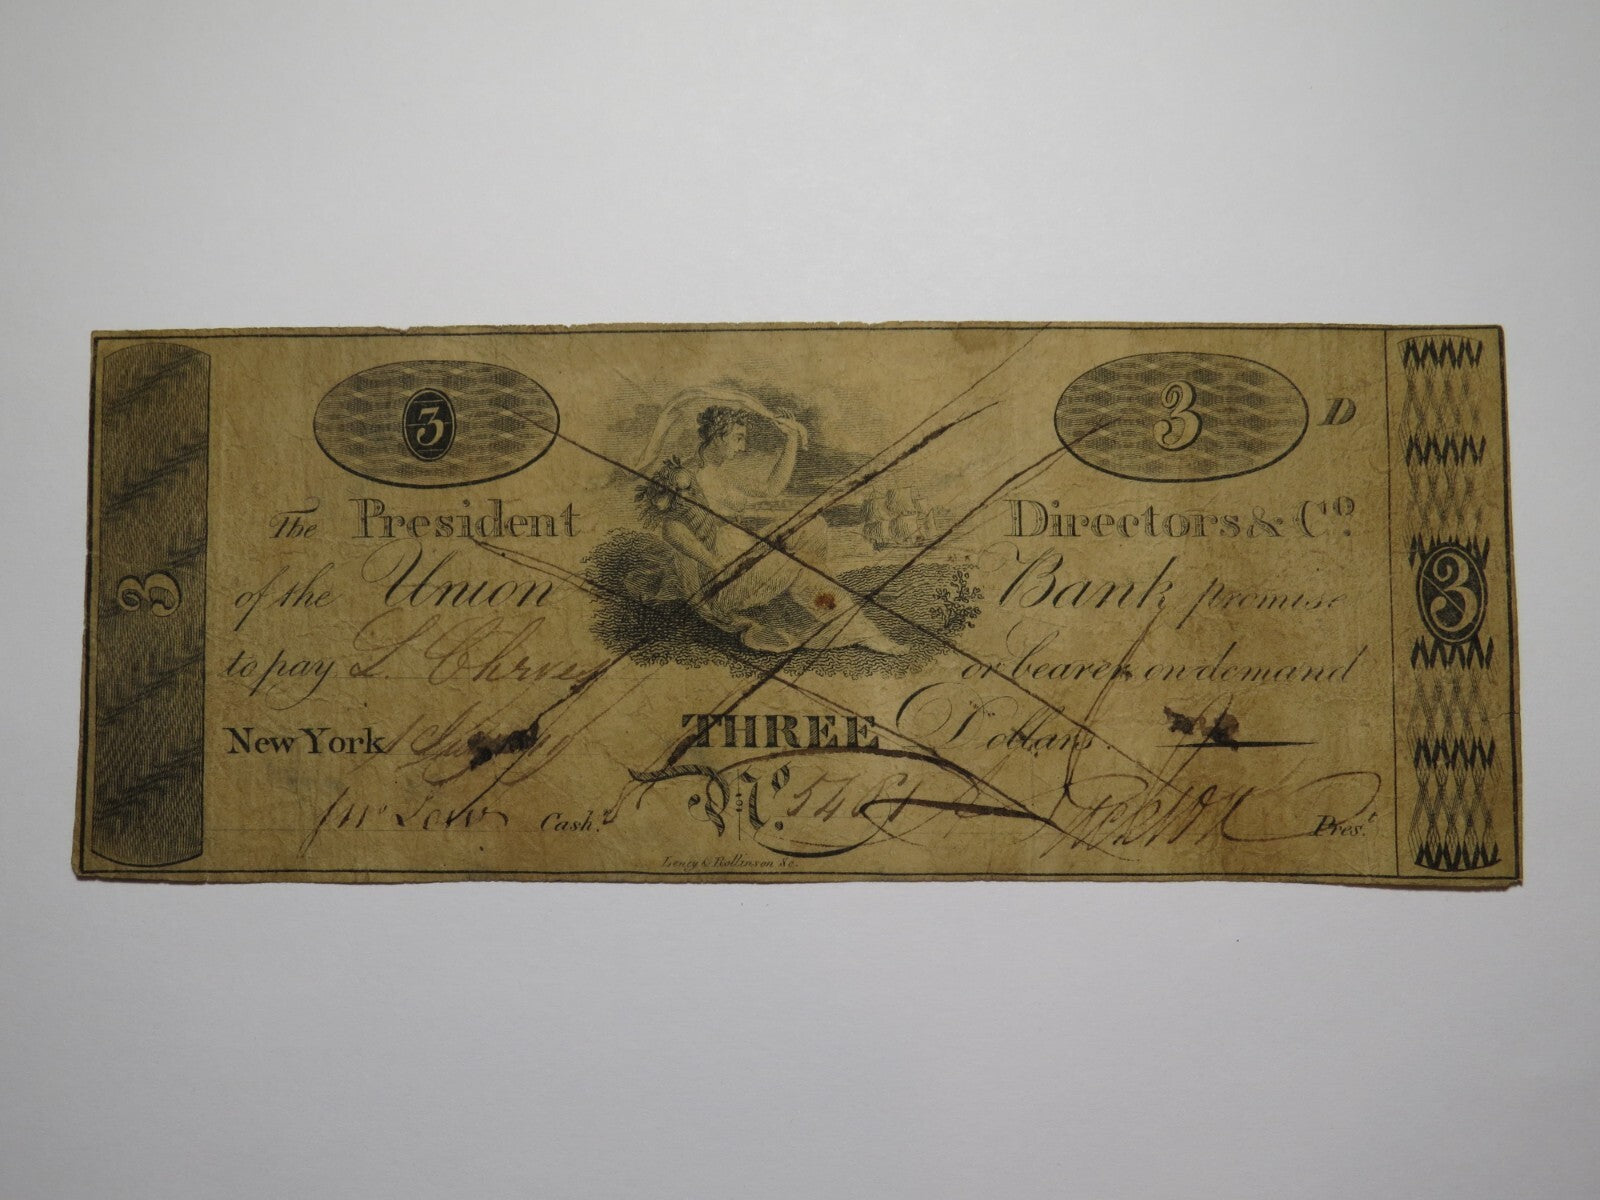 3 3 D
The President Directors & Cio.
of the Union Bank promise
to pay L. or bearer on demand
New York THREE Dollars.
Cash.r No. Pres.t
Leney & Rollinson Sc.
3
3